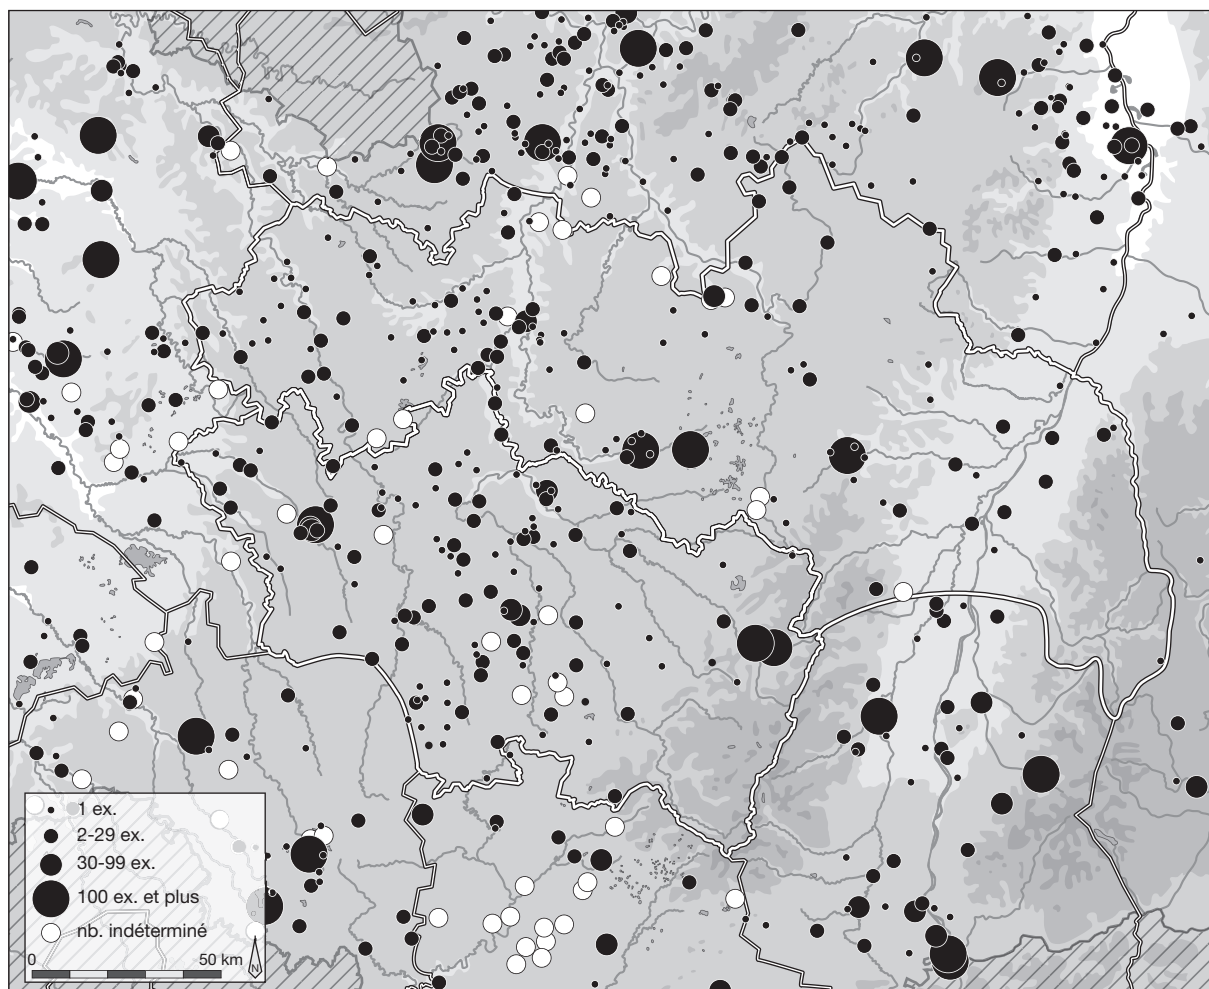 1 ex.
2-29 ex.
30-99 ex.
100 ex. et plus
nb. indéterminé
0 50 km
N